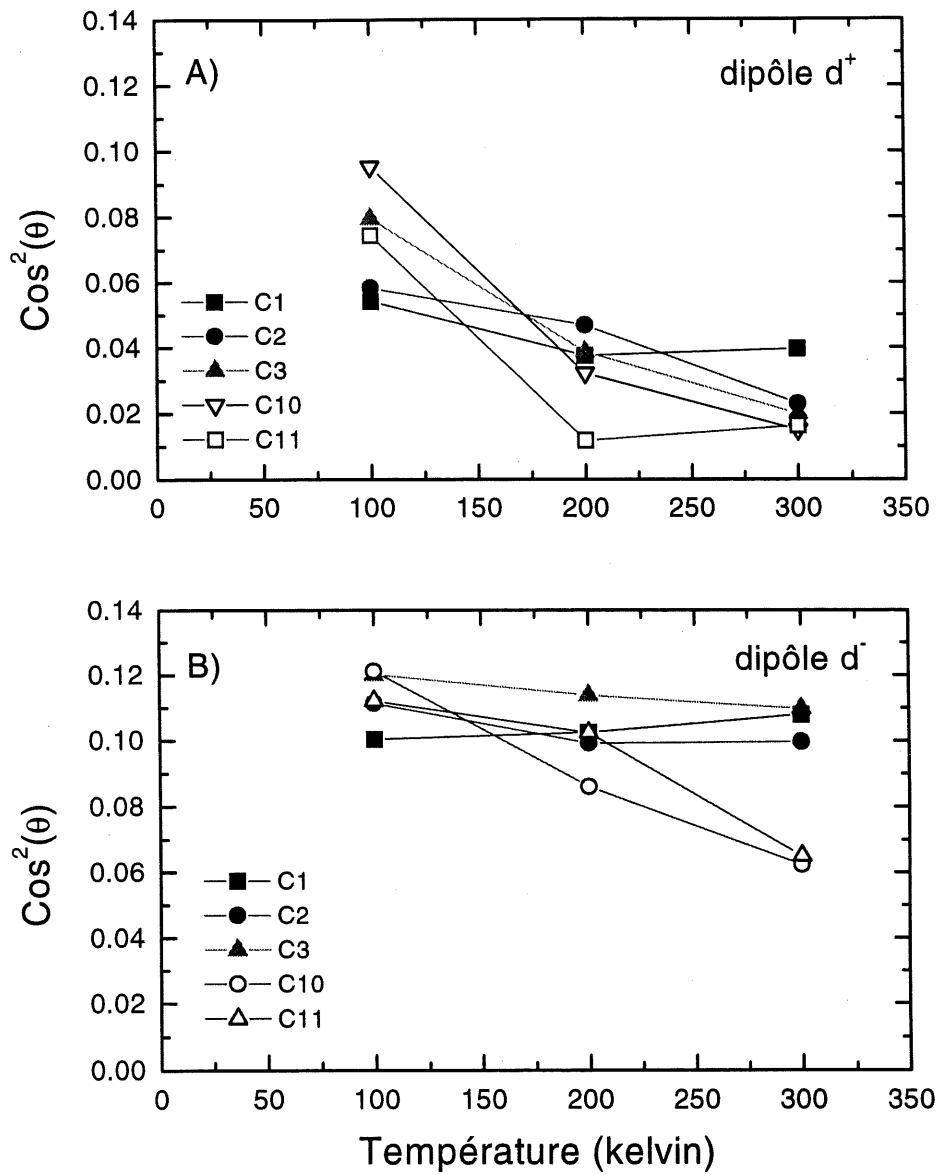 A)
dipôle d⁺
0.14
0.12
0.10
0.08
0.06
0.04
0.02
0.00
Cos²(θ)
C1
C2
C3
C10
C11
0 50 100 150 200 250 300 350
B)
dipôle d⁻
0.14
0.12
0.10
0.08
0.06
0.04
0.02
0.00
Cos²(θ)
C1
C2
C3
C10
C11
0 50 100 150 200 250 300 350
Température (kelvin)